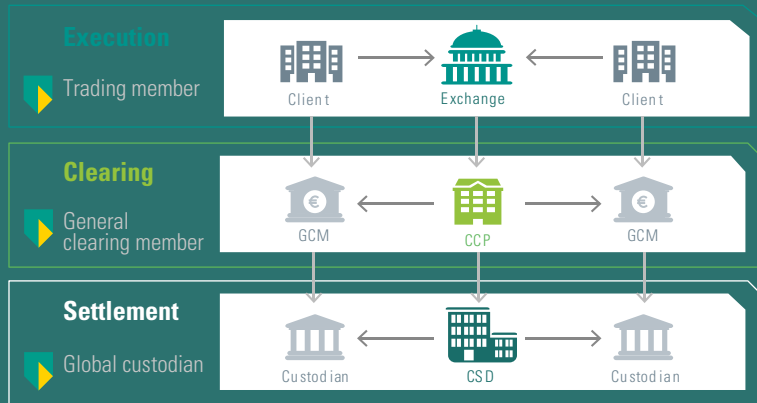 Execution
Trading member
Client
Exchange
Client
Clearing
General
clearing member
€
GCM
CCP
€
GCM
Settlement
Global custodian
Custodian
CSD
Custodian